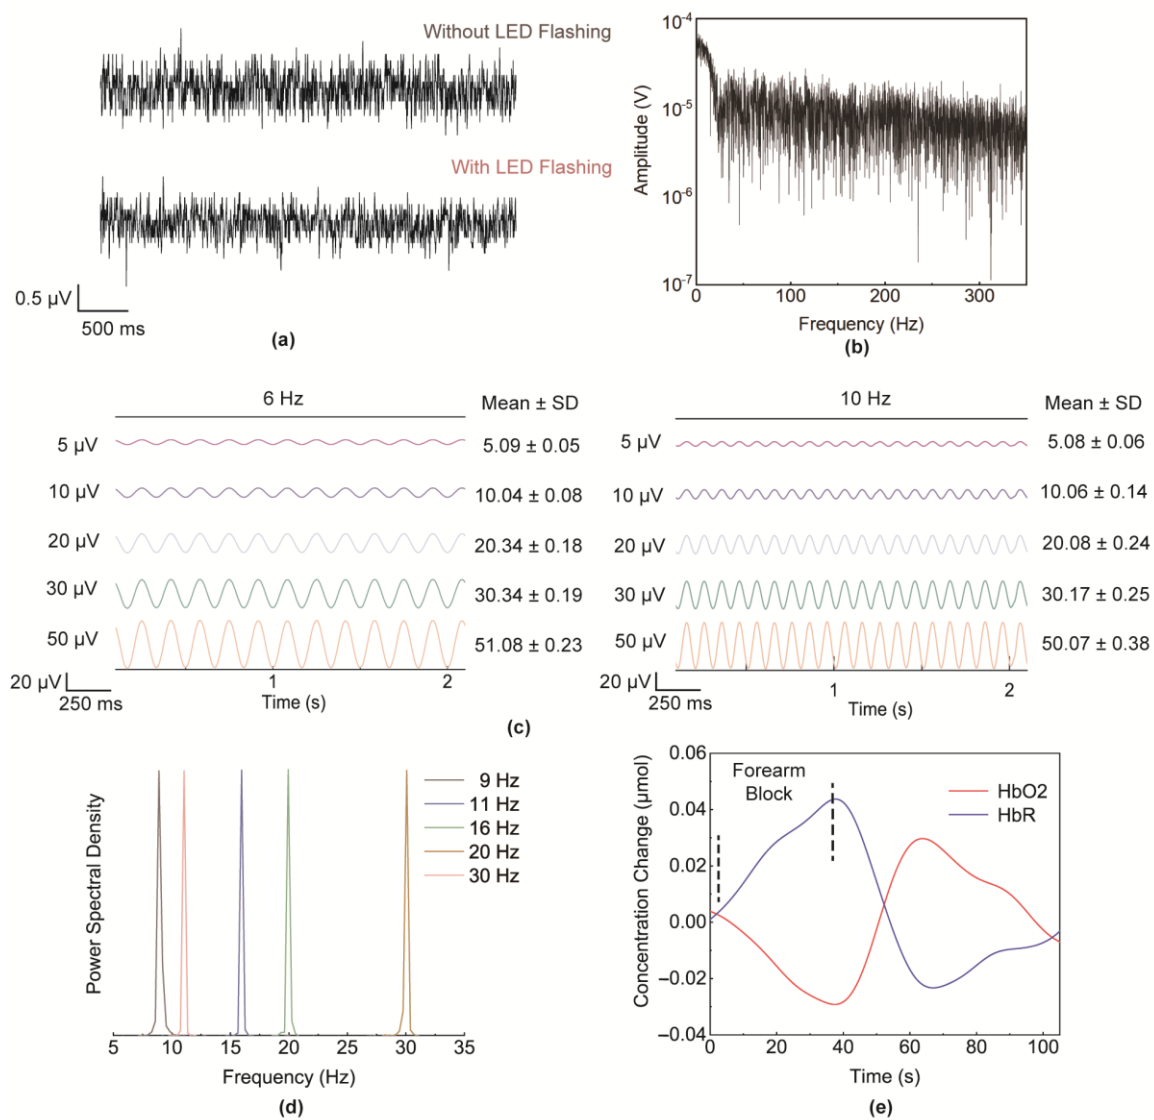 Without LED Flashing
With LED Flashing
0.5 µV
500 ms
(a)
10⁻⁴
10⁻⁵
10⁻⁶
10⁻⁷
Amplitude (V)
0 100 200 300
Frequency (Hz)
(b)
6 Hz Mean ± SD
5 µV 5.09 ± 0.05
10 µV 10.04 ± 0.08
20 µV 20.34 ± 0.18
30 µV 30.34 ± 0.19
50 µV 51.08 ± 0.23
20 µV
250 ms
1 2
Time (s)
10 Hz Mean ± SD
5 µV 5.08 ± 0.06
10 µV 10.06 ± 0.14
20 µV 20.08 ± 0.24
30 µV 30.17 ± 0.25
50 µV 50.07 ± 0.38
20 µV
250 ms
1 2
Time (s)
(c)
Power Spectral Density
9 Hz
11 Hz
16 Hz
20 Hz
30 Hz
5 10 15 20 25 30 35
Frequency (Hz)
(d)
Concentration Change (µmol)
0.06
0.04
0.02
0.00
−0.02
−0.04
Forearm
Block
HbO2
HbR
0 20 40 60 80 100
Time (s)
(e)